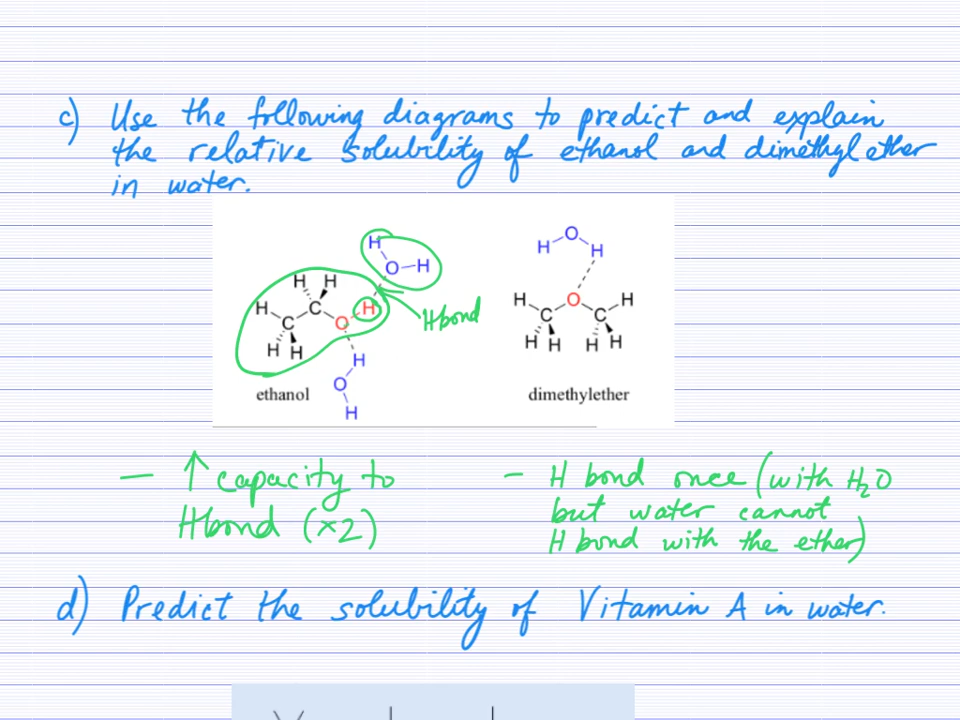 c) Use the following diagrams to predict and explain
the relative solubility of ethanol and dimethyl ether
in water.
H
O-H
H H
H
C
C
O
H
H H
H bond
H
O
H
ethanol
H
O
H
H
O
H
C
C
H H
H H
dimethylether
— ↑ capacity to
H bond (×2)
- H bond once (with H₂O
but water cannot
H bond with the ether)
d) Predict the solubility of Vitamin A in water.